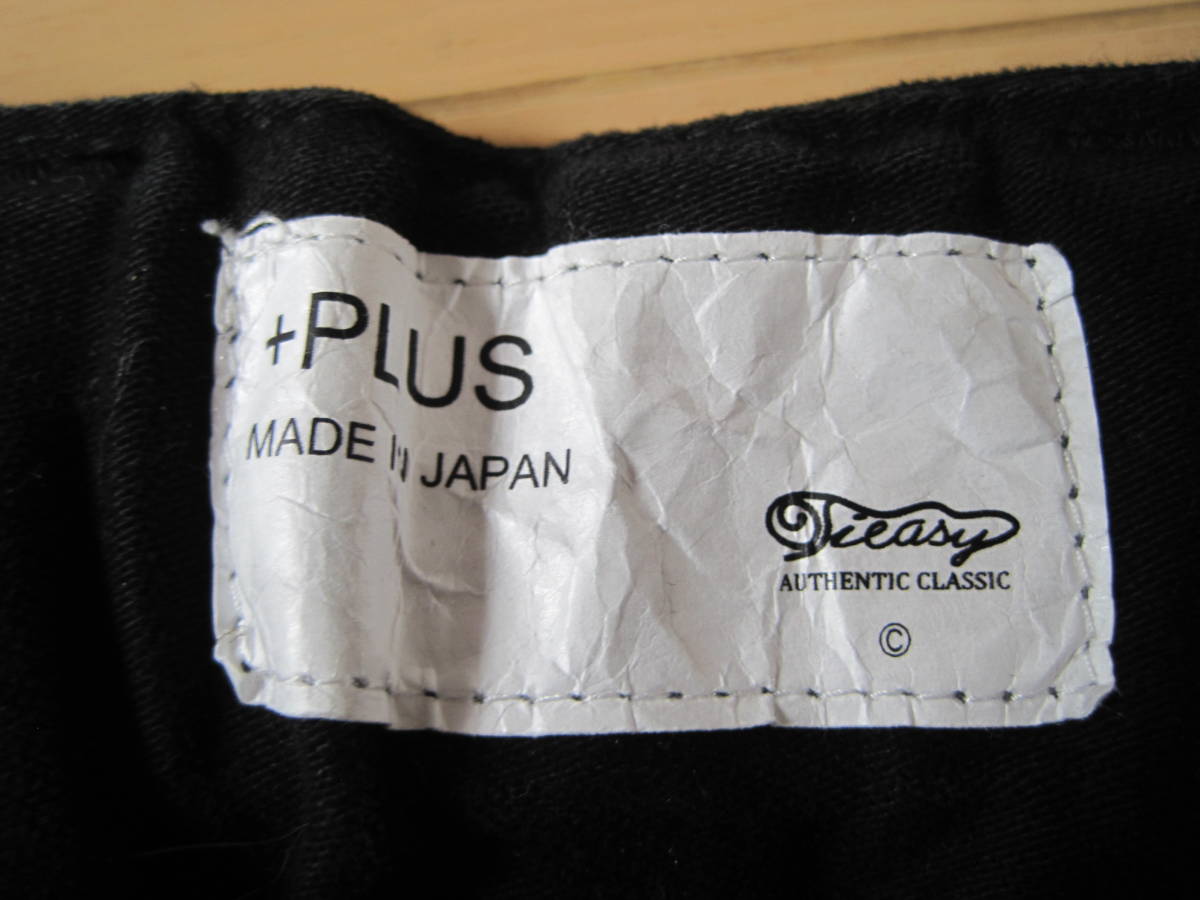 +PLUS
MADE IN JAPAN
Tieasy
AUTHENTIC CLASSIC
©